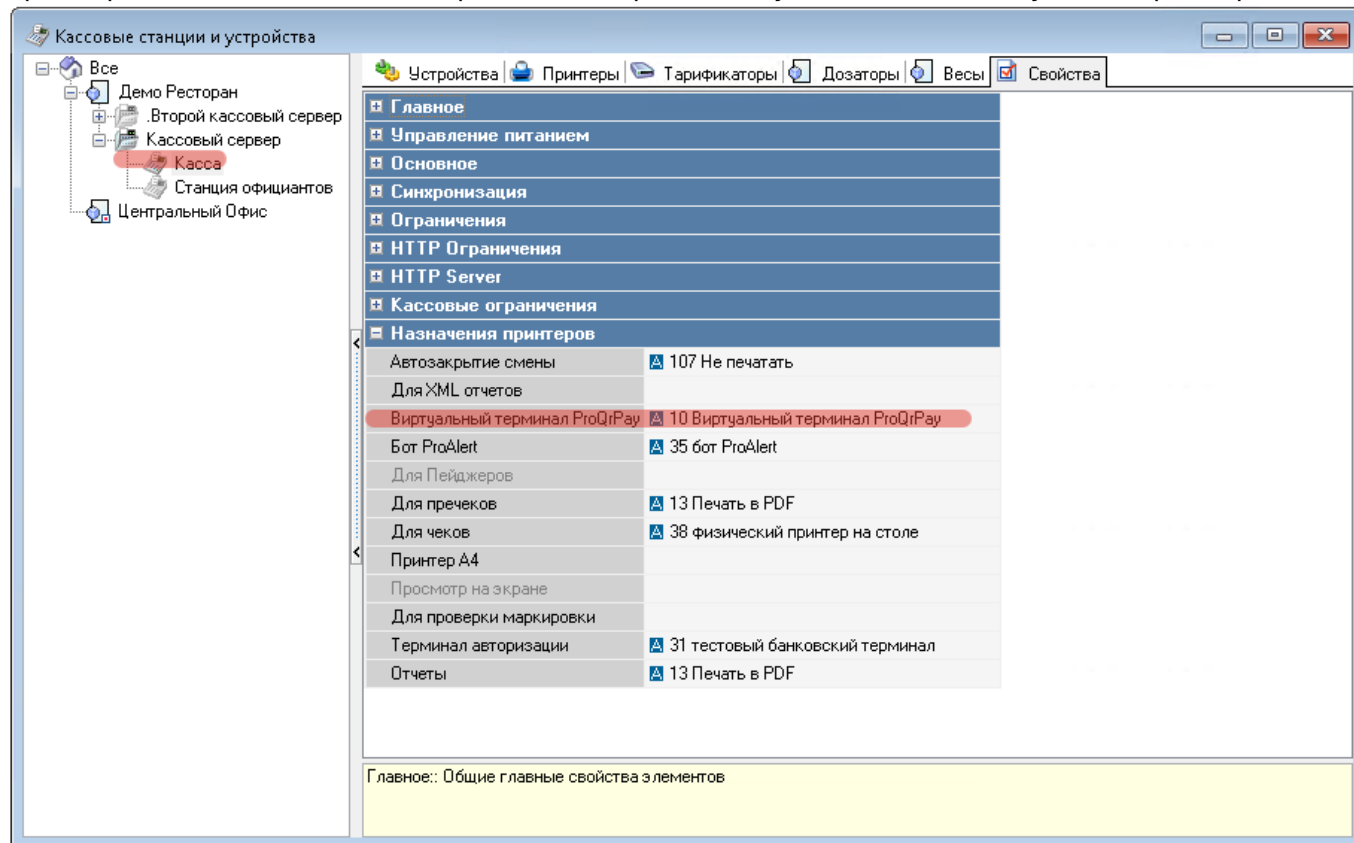 Кассовые станции и устройства
Все
Демо Ресторан
.Второй кассовый сервер
Кассовый сервер
Касса
Станция официантов
Центральный Офис
Устройства Принтеры Тарификаторы Дозаторы Весы Свойства
Главное
Управление питанием
Основное
Синхронизация
Ограничения
HTTP Ограничения
HTTP Server
Кассовые ограничения
Назначения принтеров
Автозакрытие смены A 107 Не печатать
Для XML отчетов
Виртуальный терминал ProQrPay A 10 Виртуальный терминал ProQrPay
Бот ProAlert A 35 бот ProAlert
Для Пейджеров
Для пречеков A 13 Печать в PDF
Для чеков A 38 физический принтер на столе
Принтер A4
Просмотр на экране
Для проверки маркировки
Терминал авторизации A 31 тестовый банковский терминал
Отчеты A 13 Печать в PDF
Главное:: Общие главные свойства элементов